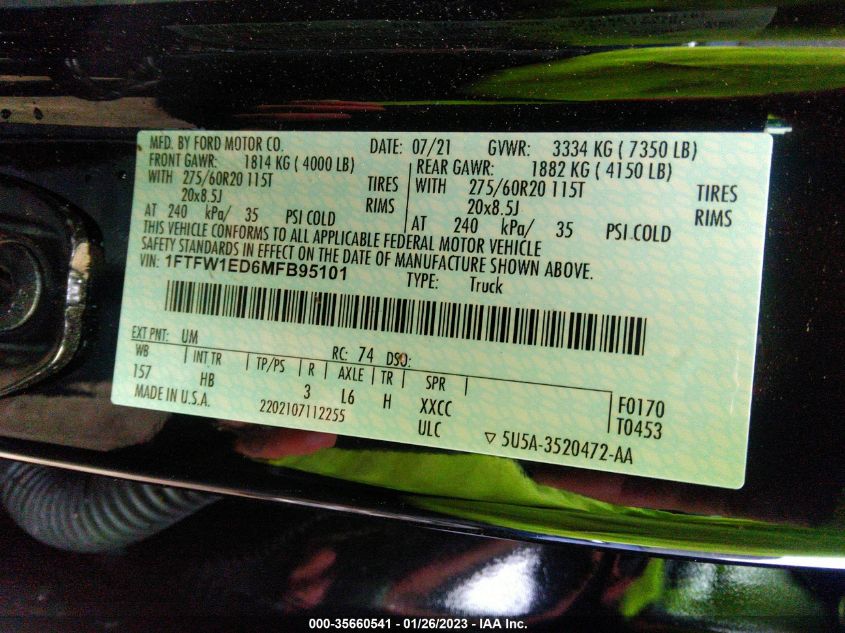 MFD. BY FORD MOTOR CO. DATE: 07/21 GVWR: 3334 KG ( 7350 LB)
FRONT GAWR: 1814 KG ( 4000 LB) REAR GAWR: 1882 KG ( 4150 LB)
WITH 275/60R20 115T TIRES WITH 275/60R20 115T TIRES
20x8.5J RIMS 20x8.5J RIMS
AT 240 kPa/ 35 PSI COLD AT 240 kPa/ 35 PSI COLD
THIS VEHICLE CONFORMS TO ALL APPLICABLE FEDERAL MOTOR VEHICLE
SAFETY STANDARDS IN EFFECT ON THE DATE OF MANUFACTURE SHOWN ABOVE.
VIN: 1FTFW1ED6MFB95101 TYPE: Truck
EXT PNT: UM RC: 74 DSO:
WB INT TR TP/PS R AXLE TR SPR
157 HB 3 L6 H XXCC F0170
MADE IN U.S.A. 2202107112255 ULC T0453
▽ 5U5A-3520472-AA
000-35660541 - 01/26/2023 - IAA Inc.